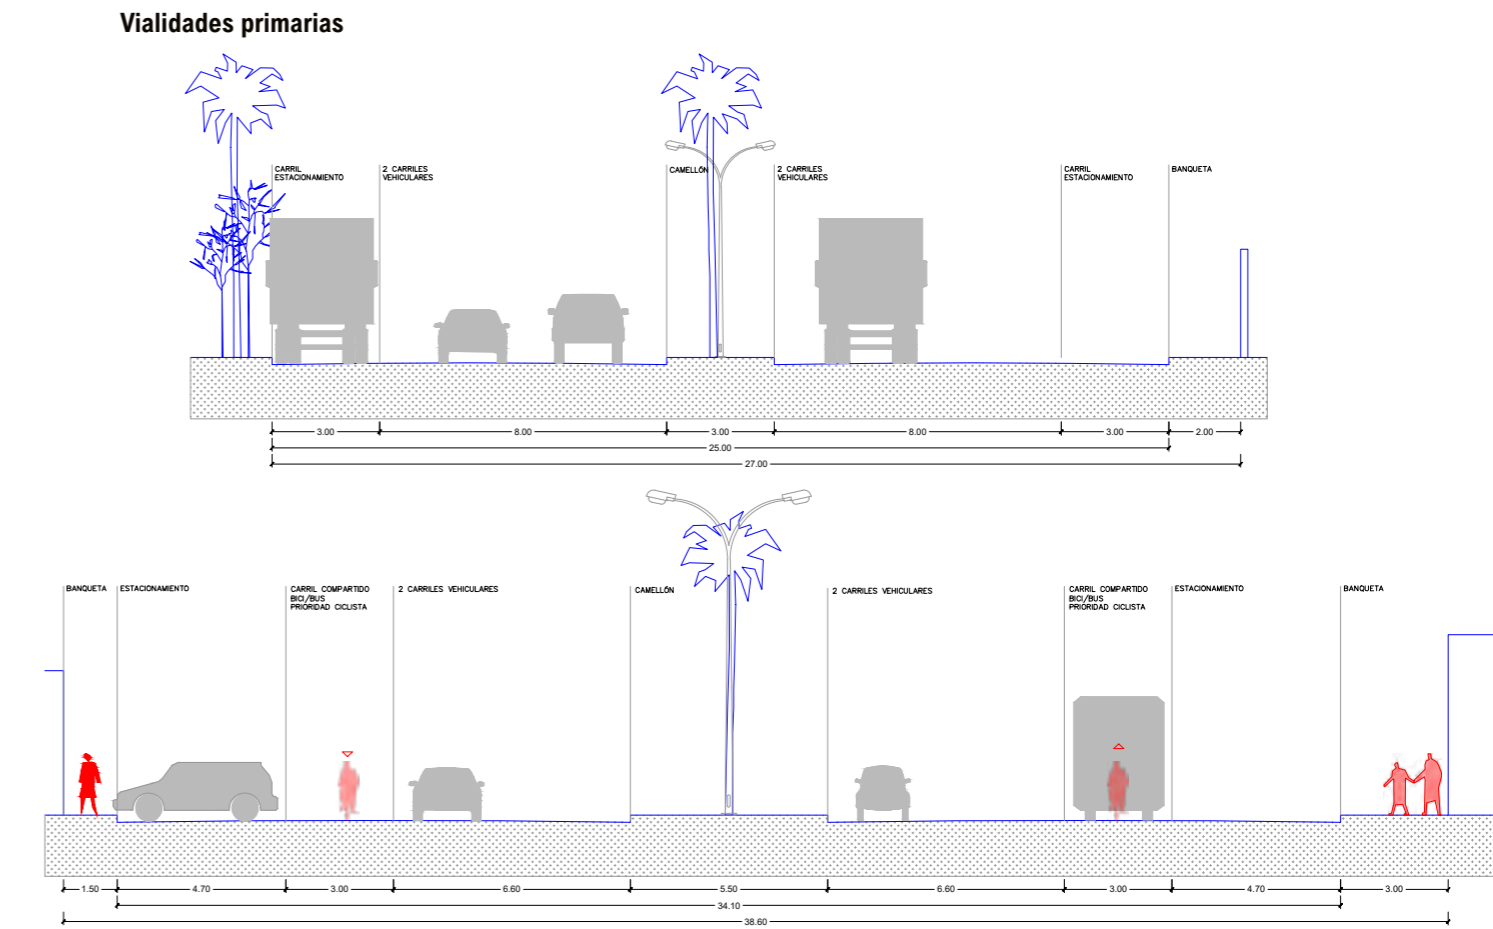 Vialidades primarias
CARRIL
ESTACIONAMIENTO
2 CARRILES
VEHICULARES
CAMELLÓN
2 CARRILES
VEHICULARES
CARRIL
ESTACIONAMIENTO
BANQUETA
3.00
8.00
3.00
8.00
3.00
2.00
25.00
27.00
BANQUETA
ESTACIONAMIENTO
CARRIL COMPARTIDO
BICI/BUS
PRIORIDAD CICLISTA
2 CARRILES VEHICULARES
CAMELLÓN
2 CARRILES VEHICULARES
CARRIL COMPARTIDO
BICI/BUS
PRIORIDAD CICLISTA
ESTACIONAMIENTO
BANQUETA
1.50
4.70
3.00
6.60
5.50
6.60
3.00
4.70
3.00
34.10
38.60